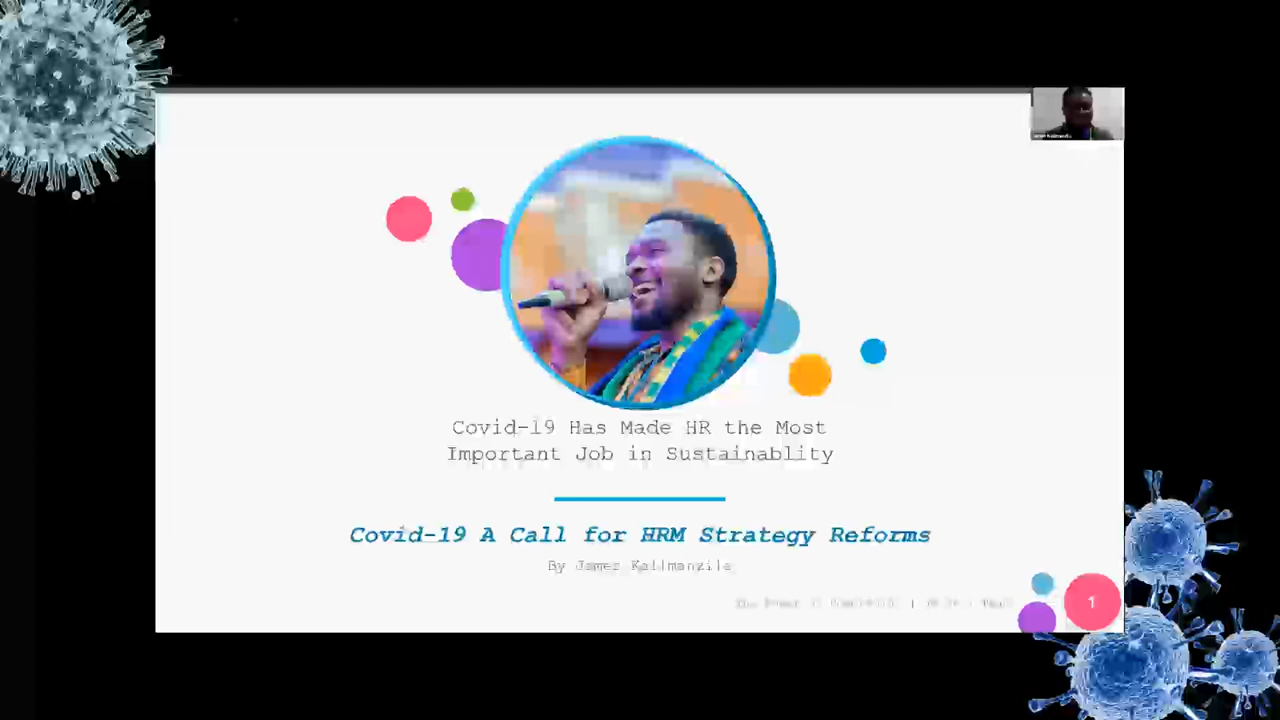 Covid-19 Has Made HR the Most
Important Job in Sustainablity
Covid-19 A Call for HRM Strategy Reforms
By James
1